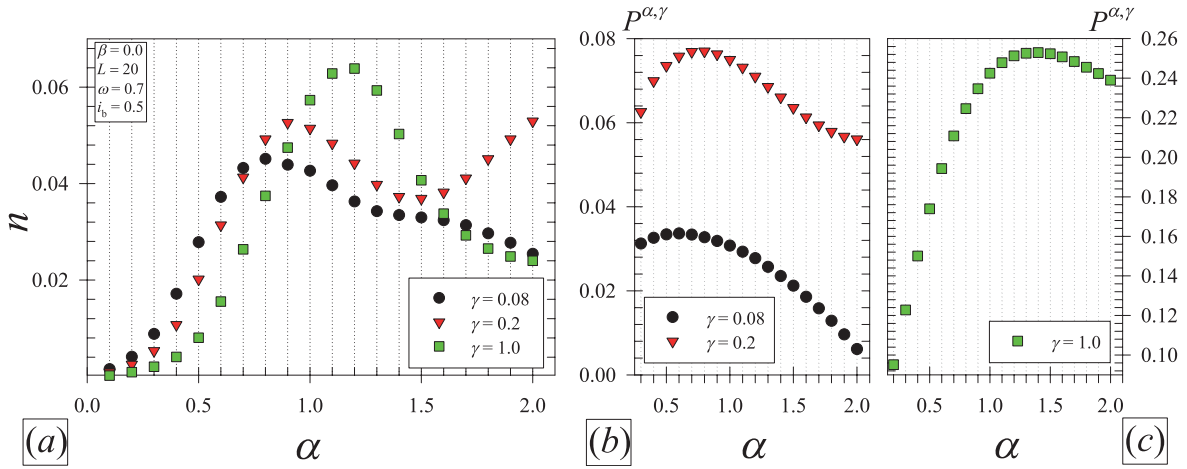 β = 0.0
L = 20
ω = 0.7
i_b = 0.5
n
0.06
0.04
0.02
0.0 0.5 1.0 1.5 2.0
α
(a)
γ = 0.08
γ = 0.2
γ = 1.0
P^{α,γ}
0.08
0.06
0.04
0.02
0.00
0.5 1.0 1.5 2.0
α
(b)
γ = 0.08
γ = 0.2
P^{α,γ}
0.26
0.24
0.22
0.20
0.18
0.16
0.14
0.12
0.10
0.5 1.0 1.5 2.0
α
(c)
γ = 1.0